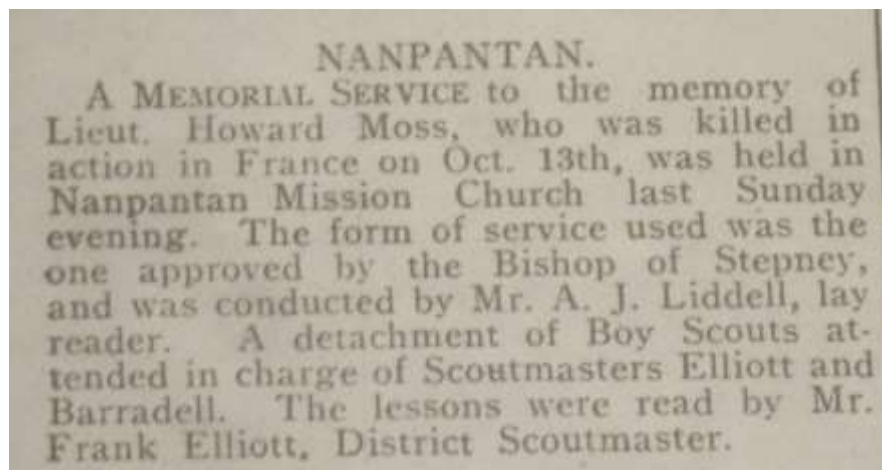 NANPANTAN.
A MEMORIAL SERVICE to the memory of
Lieut. Howard Moss, who was killed in
action in France on Oct. 13th, was held in
Nanpantan Mission Church last Sunday
evening. The form of service used was the
one approved by the Bishop of Stepney,
and was conducted by Mr. A. J. Liddell, lay
reader. A detachment of Boy Scouts at-
tended in charge of Scoutmasters Elliott and
Barradell. The lessons were read by Mr.
Frank Elliott, District Scoutmaster.